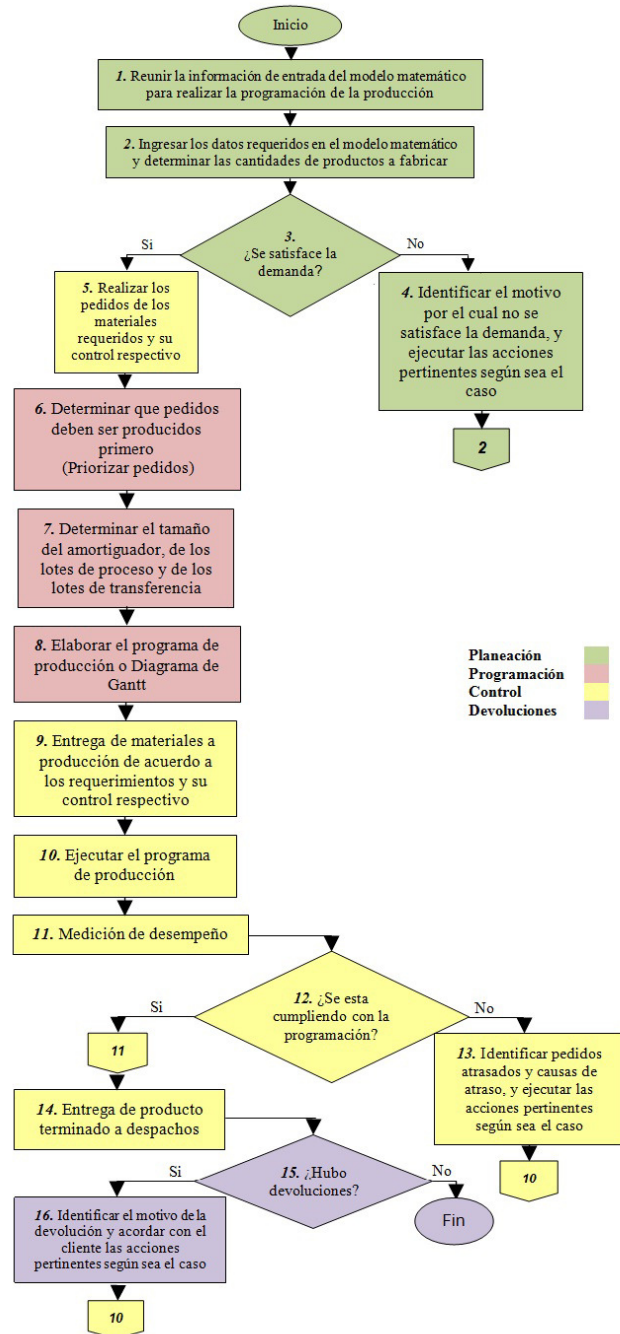 Inicio
1. Reunir la información de entrada del modelo matemático
para realizar la programación de la producción
2. Ingresar los datos requeridos en el modelo matemático
y determinar las cantidades de productos a fabricar
3.
¿Se satisface la
demanda?
Si
No
5. Realizar los
pedidos de los
materiales
requeridos y su
control respectivo
4. Identificar el motivo
por el cual no se
satisface la demanda, y
ejecutar las acciones
pertinentes según sea el
caso
2
6. Determinar que pedidos
deben ser producidos
primero
(Priorizar pedidos)
7. Determinar el tamaño
del amortiguador, de los
lotes de proceso y de los
lotes de transferencia
8. Elaborar el programa de
producción o Diagrama de
Gantt
Planeación
Programación
Control
Devoluciones
9. Entrega de materiales a
producción de acuerdo a
los requerimientos y su
control respectivo
10. Ejecutar el programa
de producción
11. Medición de desempeño
12. ¿Se esta
cumpliendo con la
programación?
Si
No
11
13. Identificar pedidos
atrasados y causas de
atraso, y ejecutar las
acciones pertinentes
según sea el caso
10
14. Entrega de producto
terminado a despachos
15. ¿Hubo
devoluciones?
Si
No
Fin
16. Identificar el motivo de la
devolución y acordar con el
cliente las acciones
pertinentes según sea el caso
10